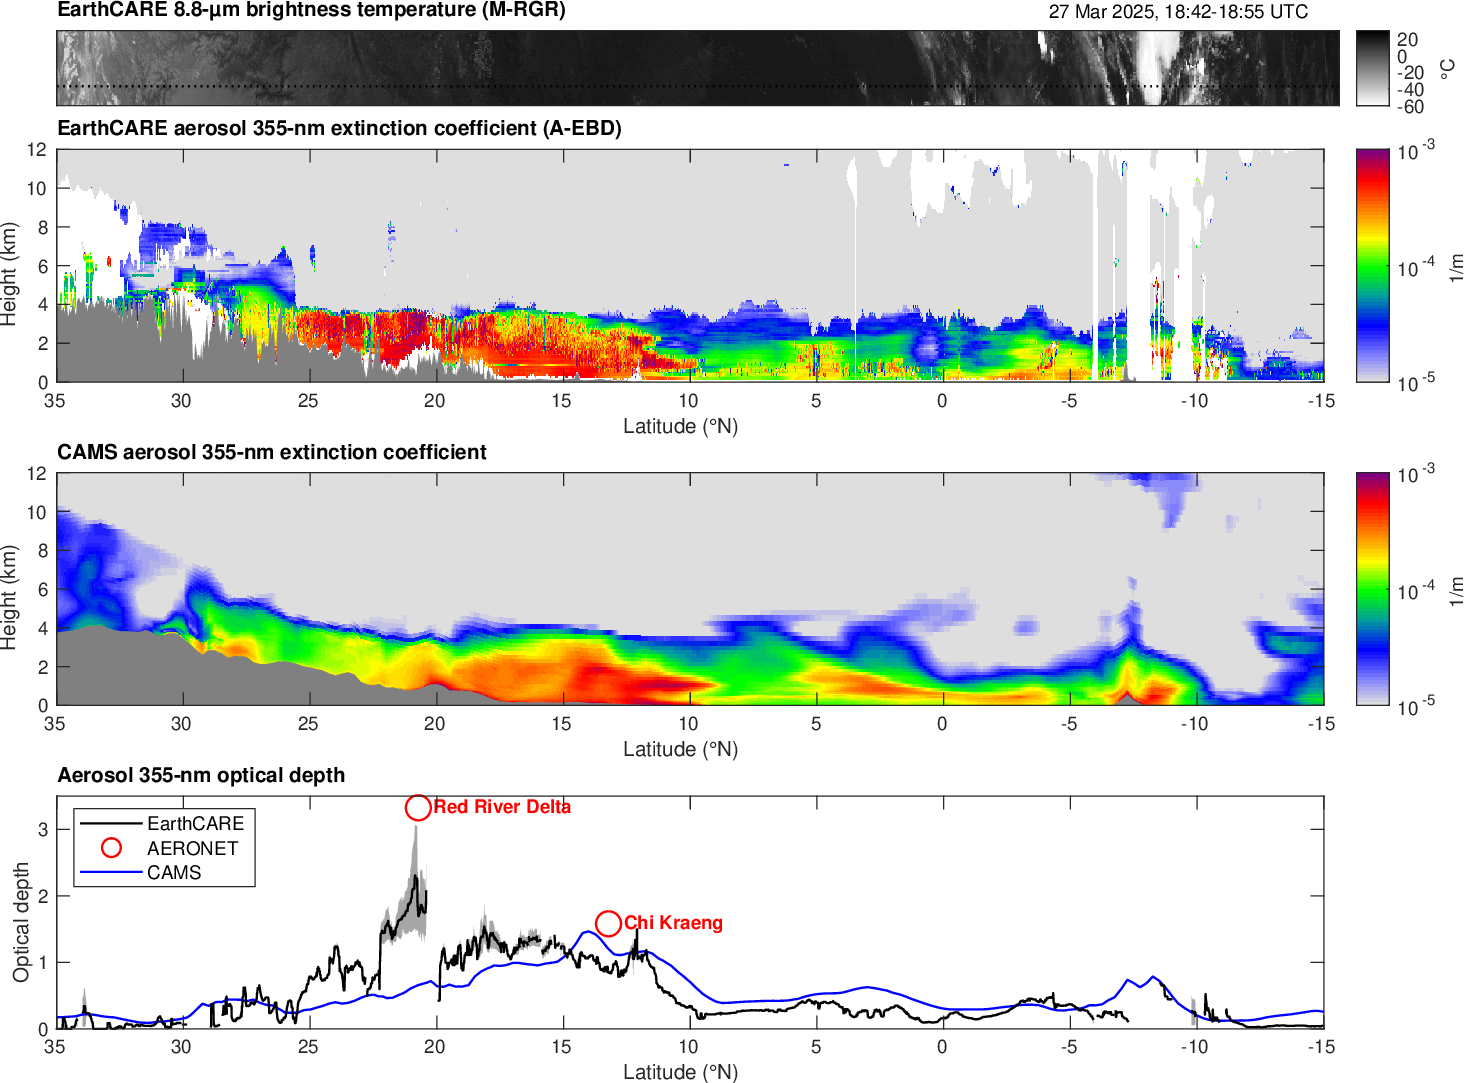 EarthCARE 8.8-µm brightness temperature (M-RGR)
27 Mar 2025, 18:42-18:55 UTC
20
0
-20
-40
-60
°C
EarthCARE aerosol 355-nm extinction coefficient (A-EBD)
12
10
8
6
4
2
0
Height (km)
35 30 25 20 15 10 5 0 -5 -10 -15
Latitude (°N)
10-3
10-4
10-5
1/m
CAMS aerosol 355-nm extinction coefficient
12
10
8
6
4
2
0
Height (km)
35 30 25 20 15 10 5 0 -5 -10 -15
Latitude (°N)
10-3
10-4
10-5
1/m
Aerosol 355-nm optical depth
3
2
1
0
Optical depth
EarthCARE
AERONET
CAMS
Red River Delta
Chi Kraeng
35 30 25 20 15 10 5 0 -5 -10 -15
Latitude (°N)